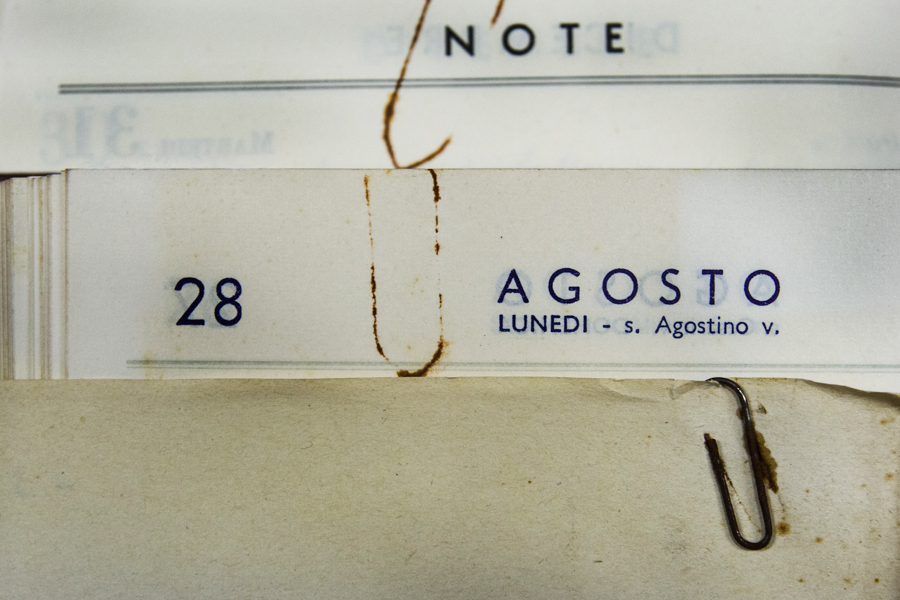 NOTE
28 AGOSTO
LUNEDI - s. Agostino v.